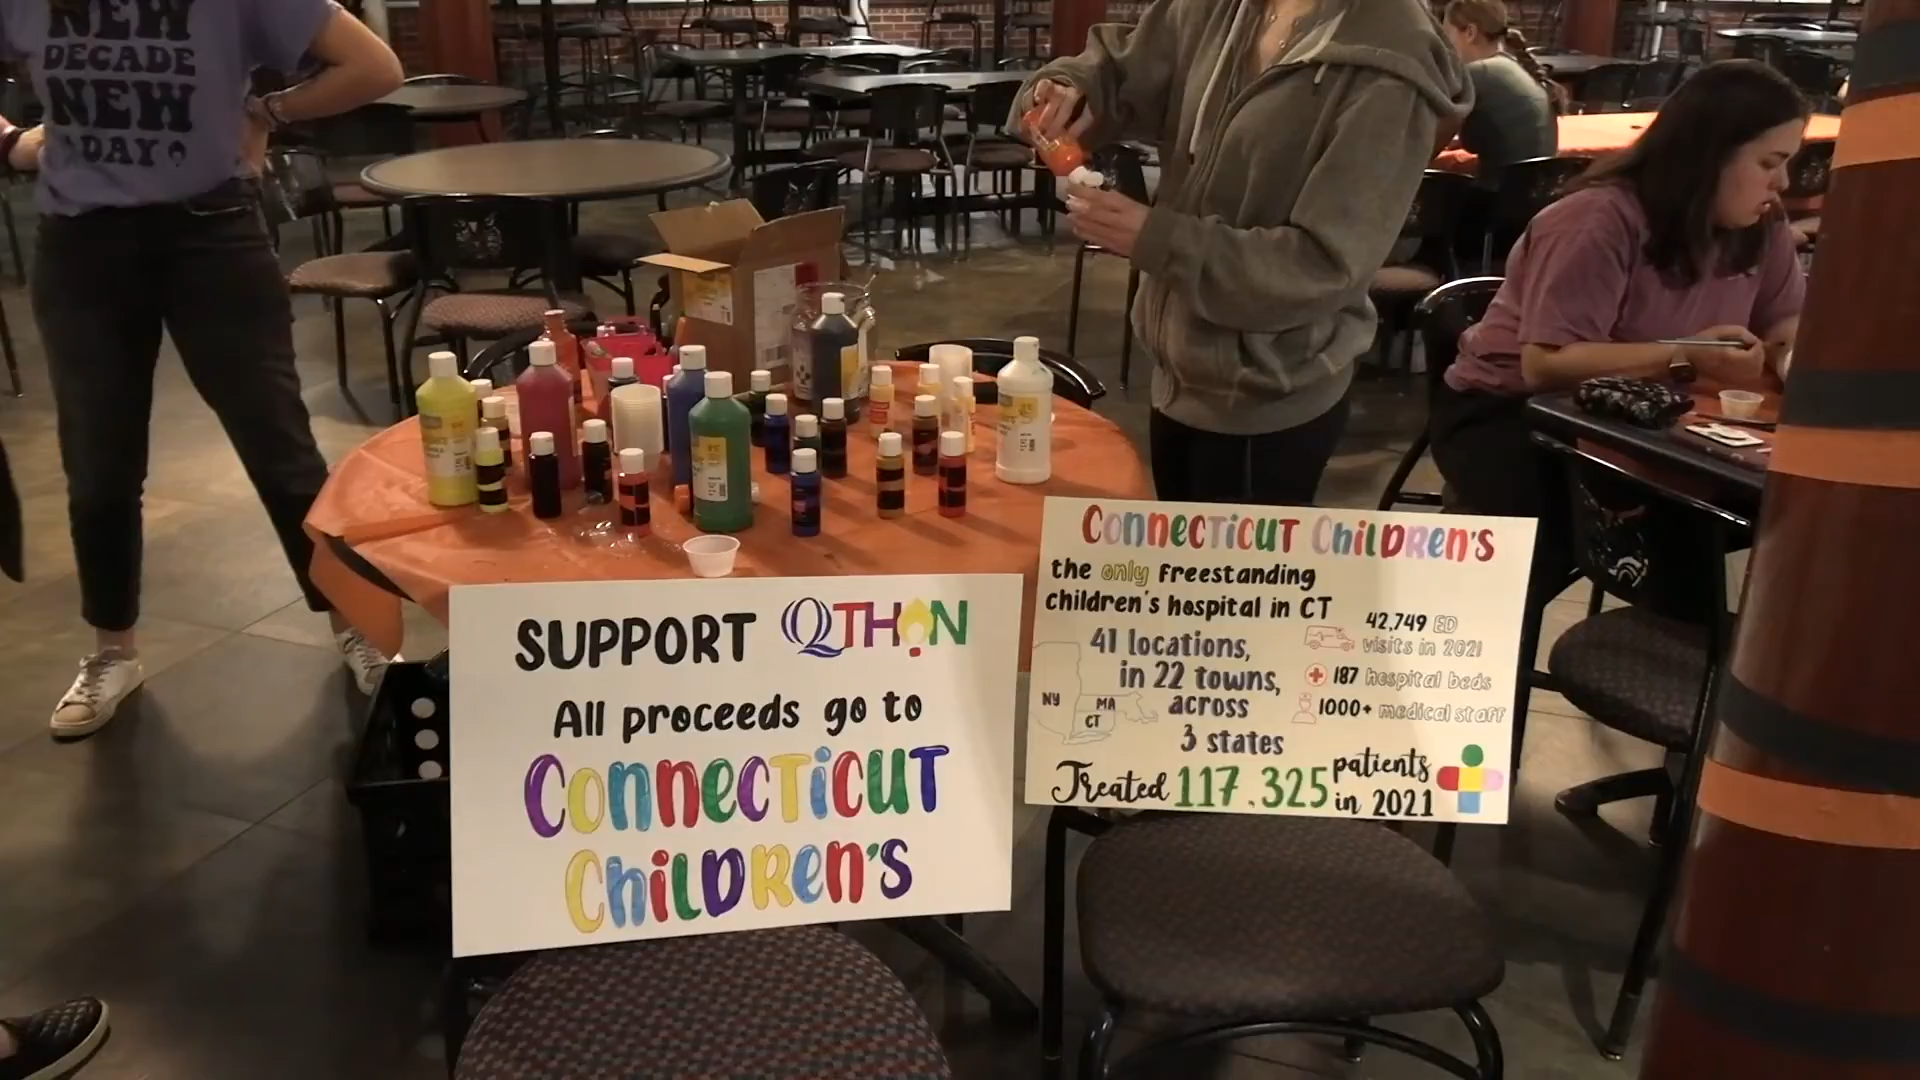 NEW
DECADE
NEW
DAY
SUPPORT QTHON
All proceeds go to
Connecticut
Children's
Connecticut Children's
the only freestanding
children's hospital in CT
41 locations,
in 22 towns,
across
3 states
NY
MA
CT
42,749 ED
visits in 2021
187 hospital beds
1000+ medical staff
Treated 117.325 patients
in 2021